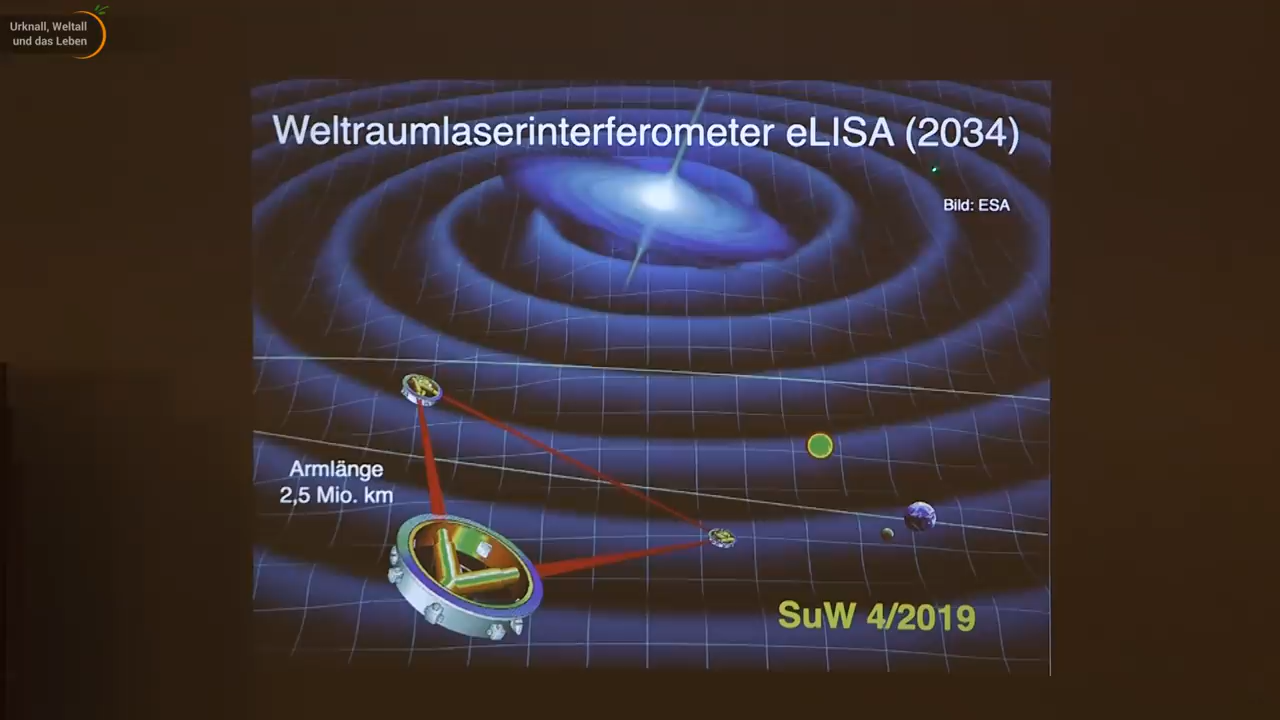 Urknall, Weltall
und das Leben
Weltraumlaserinterferometer eLISA (2034)
Bild: ESA
Armlänge
2,5 Mio. km
SuW 4/2019